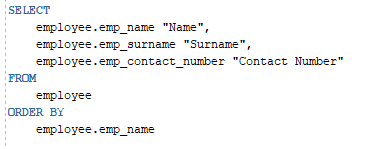 SELECT
employee.emp_name "Name",
employee.emp_surname "Surname",
employee.emp_contact_number "Contact Number"
FROM
employee
ORDER BY
employee.emp_name